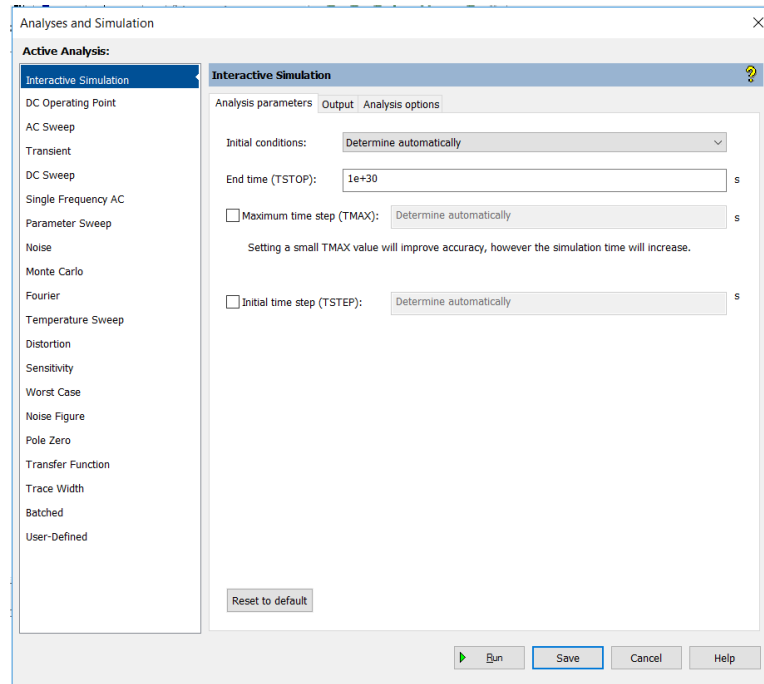 Analyses and Simulation
Active Analysis:
Interactive Simulation
DC Operating Point
AC Sweep
Transient
DC Sweep
Single Frequency AC
Parameter Sweep
Noise
Monte Carlo
Fourier
Temperature Sweep
Distortion
Sensitivity
Worst Case
Noise Figure
Pole Zero
Transfer Function
Trace Width
Batched
User-Defined
Interactive Simulation
Analysis parameters Output Analysis options
Initial conditions: Determine automatically
End time (TSTOP): 1e+30 s
Maximum time step (TMAX): Determine automatically s
Setting a small TMAX value will improve accuracy, however the simulation time will increase.
Initial time step (TSTEP): Determine automatically s
Reset to default
Run Save Cancel Help